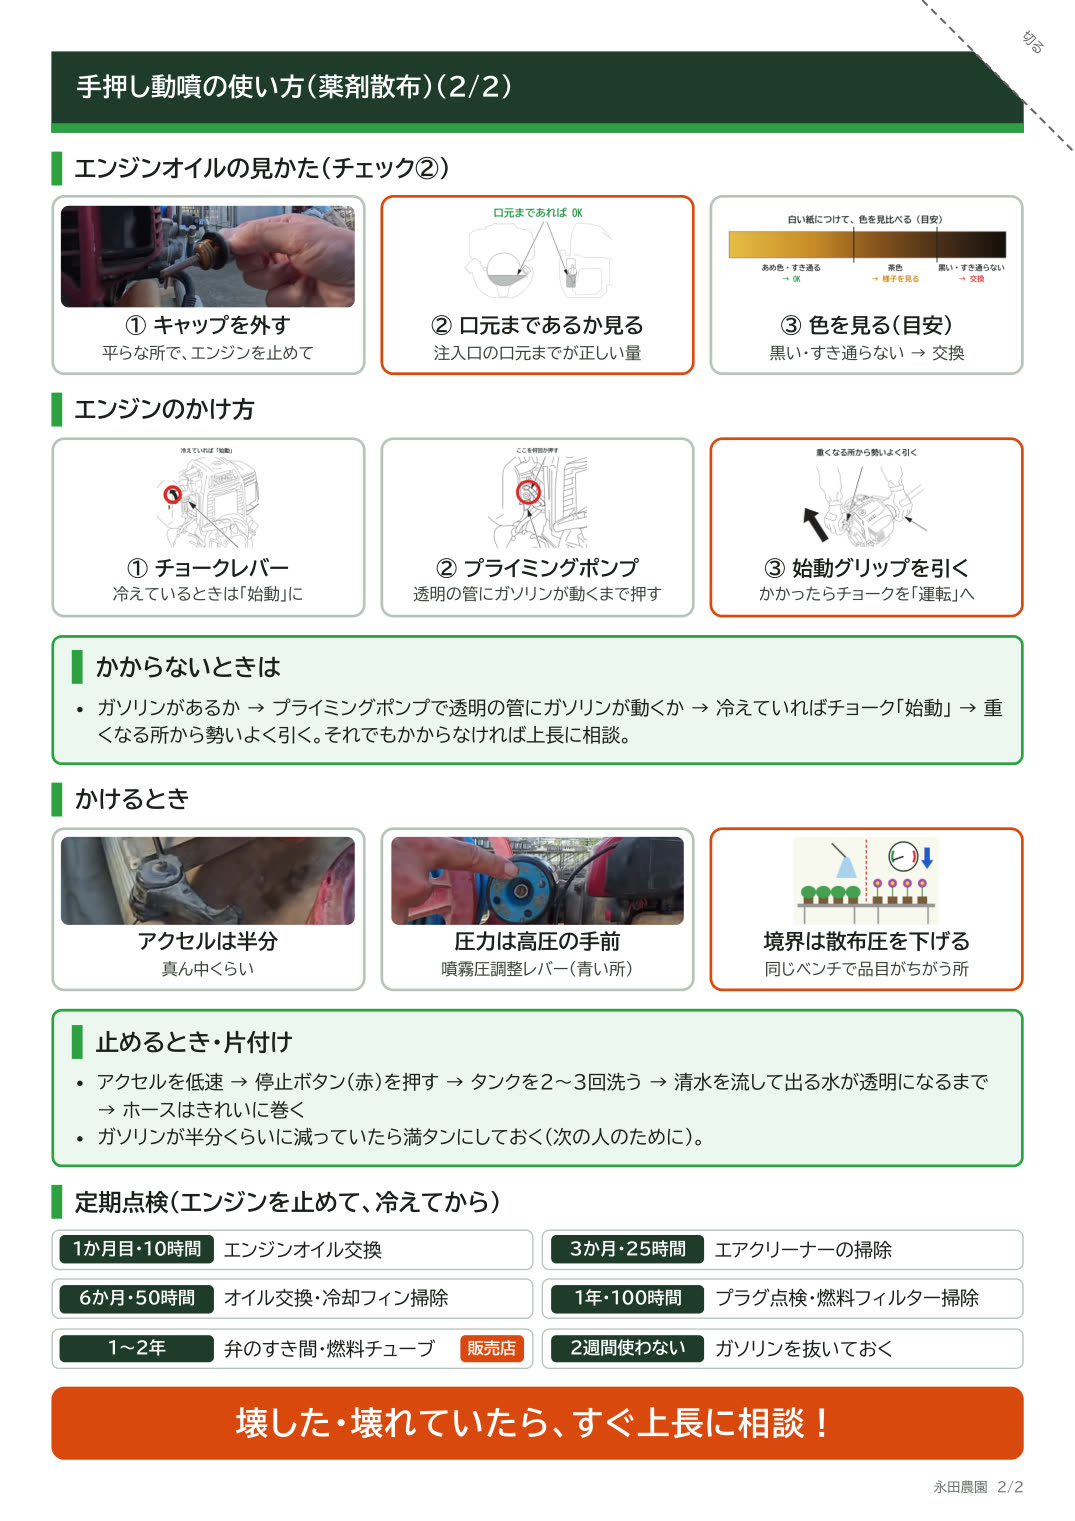 切る
手押し動噴の使い方（薬剤散布）（2/2）
エンジンオイルの見かた（チェック②）
口元まであれば OK
白い紙につけて、色を見比べる（目安）
あめ色・すき通る
→ OK
茶色
→ 様子を見る
黒い・すき通らない
→ 交換
① キャップを外す
平らな所で、エンジンを止めて
② 口元まであるか見る
注入口の口元までが正しい量
③ 色を見る（目安）
黒い・すき通らない → 交換
エンジンのかけ方
冷えていれば「始動」
ここを何回か押す
重くなる所から勢いよく引く
① チョークレバー
冷えているときは「始動」に
② プライミングポンプ
透明の管にガソリンが動くまで押す
③ 始動グリップを引く
かかったらチョークを「運転」へ
かからないときは
• ガソリンがあるか → プライミングポンプで透明の管にガソリンが動くか → 冷えていればチョーク「始動」 → 重
くなる所から勢いよく引く。それでもかからなければ上長に相談。
かけるとき
アクセルは半分
真ん中くらい
圧力は高圧の手前
噴霧圧調整レバー（青い所）
境界は散布圧を下げる
同じベンチで品目がちがう所
止めるとき・片付け
• アクセルを低速 → 停止ボタン（赤）を押す → タンクを2～3回洗う → 清水を流して出る水が透明になるまで
→ ホースはきれいに巻く
• ガソリンが半分くらいに減っていたら満タンにしておく（次の人のために）。
定期点検（エンジンを止めて、冷えてから）
1か月目・10時間 エンジンオイル交換
3か月・25時間 エアクリーナーの掃除
6か月・50時間 オイル交換・冷却フィン掃除
1年・100時間 プラグ点検・燃料フィルター掃除
1～2年 弁のすき間・燃料チューブ 販売店
2週間使わない ガソリンを抜いておく
壊した・壊れていたら、すぐ上長に相談！
永田農園 2/2